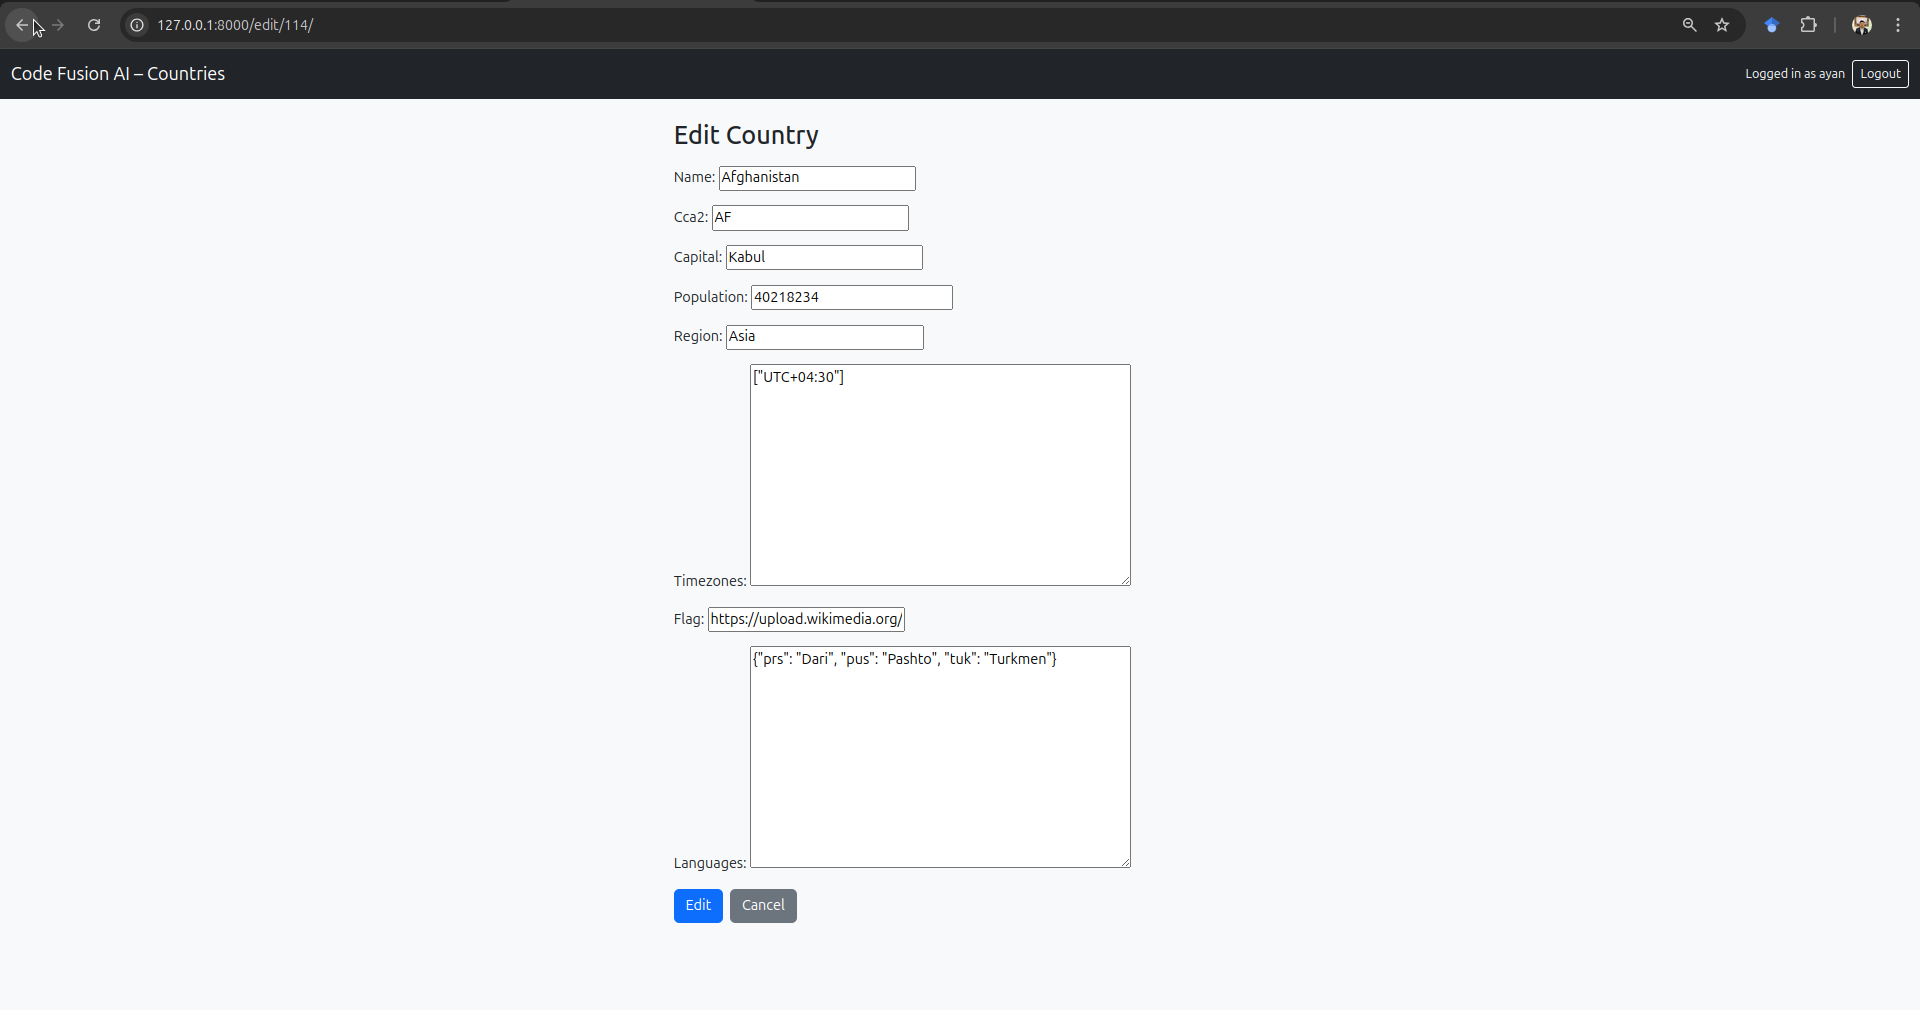 127.0.0.1:8000/edit/114/
Code Fusion AI – Countries
Logged in as ayan
Logout
Edit Country
Name: Afghanistan
Cca2: AF
Capital: Kabul
Population: 40218234
Region: Asia
["UTC+04:30"]
Timezones:
Flag: https://upload.wikimedia.org/
{"prs": "Dari", "pus": "Pashto", "tuk": "Turkmen"}
Languages:
Edit Cancel